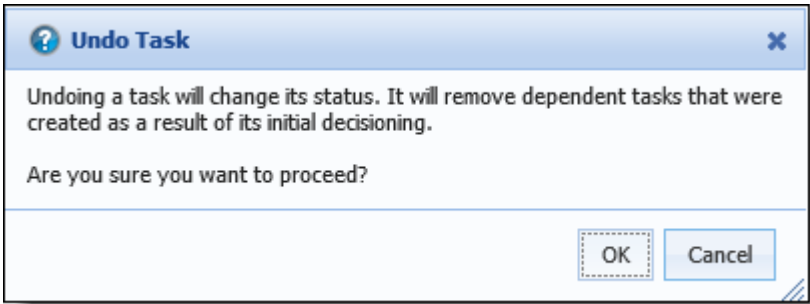 Undo Task
Undoing a task will change its status. It will remove dependent tasks that were
created as a result of its initial decisioning.
Are you sure you want to proceed?
OK
Cancel